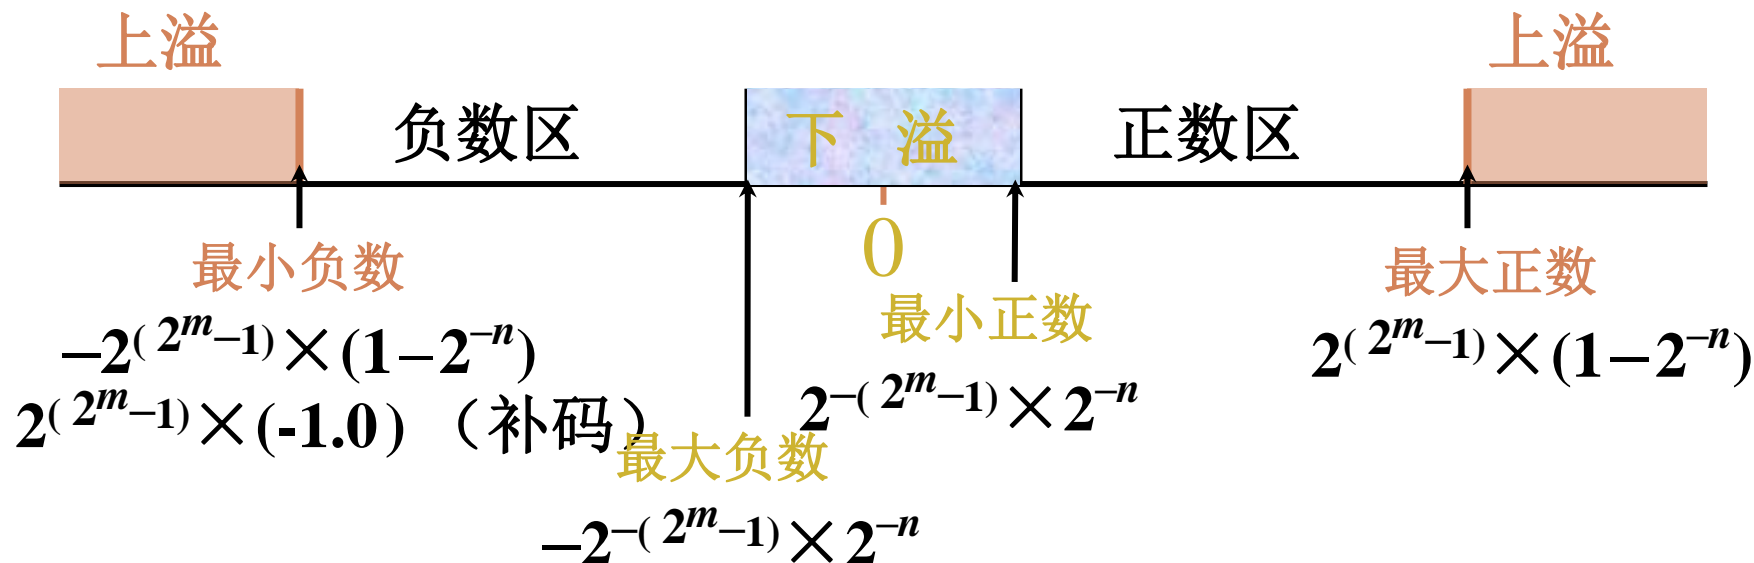 上溢 上溢
负数区 下 溢 正数区
0
最小负数 最大正数
最小正数
−2^(2^m−1)×(1−2^−n) 2^(2^m−1)×(1−2^−n)
2^(2^m−1)×(-1.0) （补码） 2^−(2^m−1)×2^−n
最大负数
−2^−(2^m−1)×2^−n